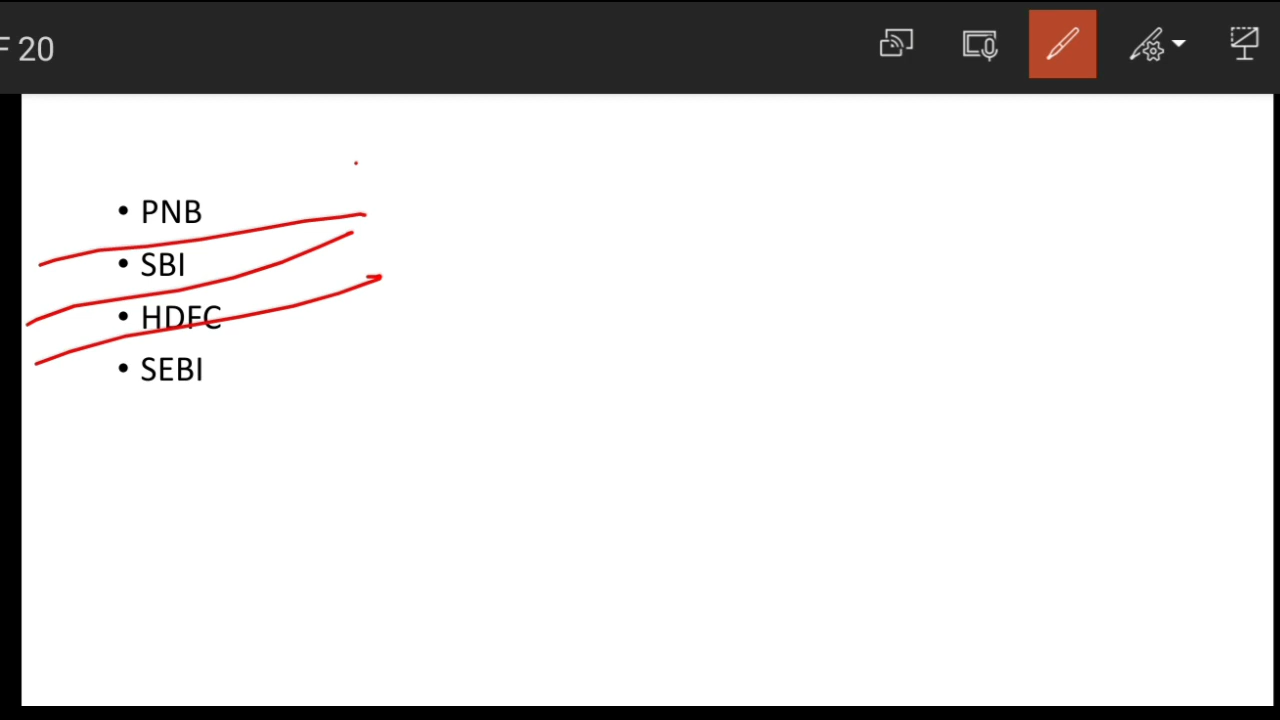 F 20
• PNB
• SBI
• HDFC
• SEBI